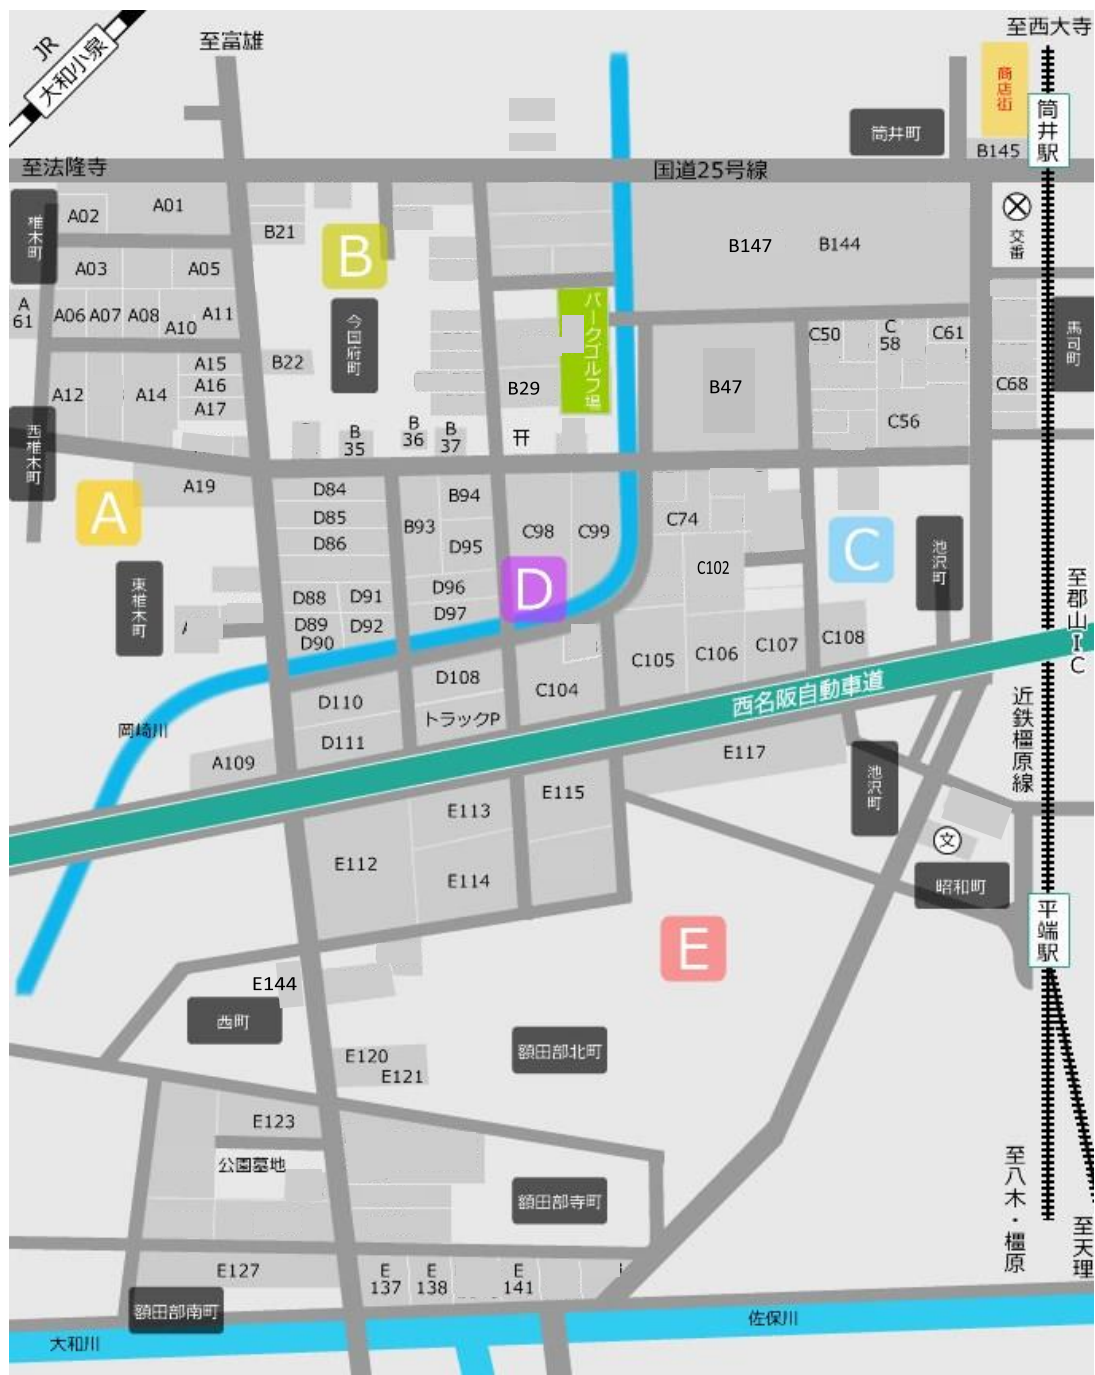 至西大寺
至富雄
JR
大和小泉
商店街
筒井駅
筒井町
B145
至法隆寺
国道25号線
椎木町
A02
A01
B21
B
B147
B144
交番
A03
A05
A
61
A06
A07
A08
A10
A11
今国府町
パークゴルフ場
C50
C
58
C61
馬司町
A15
B22
A16
A12
A14
A17
B29
B47
C68
C56
西椎木町
B
35
B
36
B
37
A19
A
D84
D85
D86
B93
B94
D95
C98
C99
C74
C102
C
池沢町
東椎木町
D
D96
D97
D88
D91
D89
D92
D90
C105
C106
C107
C108
至郡山IC
D108
C104
D110
トラックP
西名阪自動車道
岡崎川
D111
A109
E117
近鉄橿原線
池沢町
E115
E113
文
E112
E114
昭和町
平端駅
E
E144
西町
額田部北町
E120
E121
E123
公園墓地
額田部寺町
至八木・橿原
至天理
E127
E
137
E
138
E
141
額田部南町
佐保川
大和川